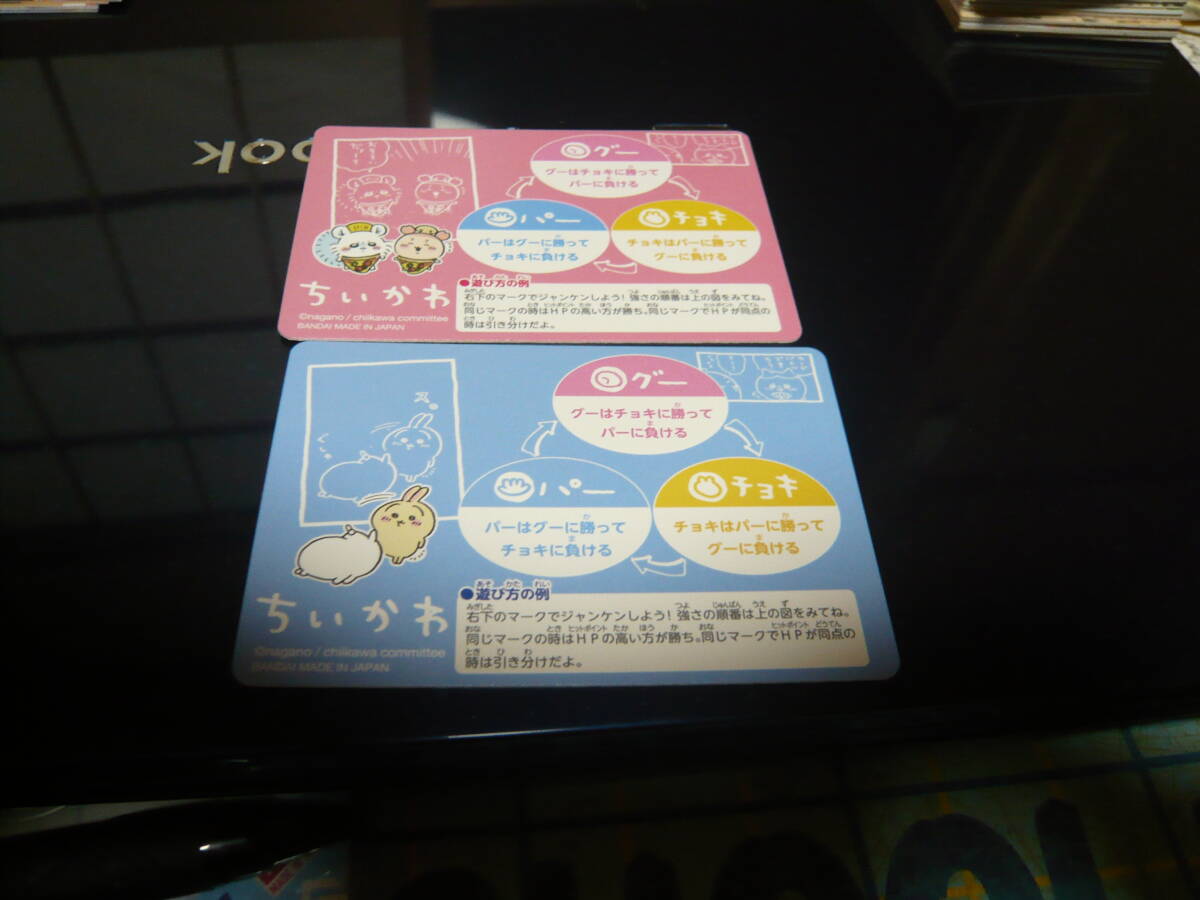 ook
グー
グーはチョキに勝って
パーに負ける
パー
パーはグーに勝って
チョキに負ける
チョキ
チョキはパーに勝って
グーに負ける
ちいかわ
©nagano / chiikawa committee
BANDAI MADE IN JAPAN
●遊び方の例
右下のマークでジャンケンしよう！強さの順番は上の図をみてね。
同じマークの時はＨＰの高い方が勝ち。同じマークでＨＰが同点の
時は引き分けだよ。
ス。
グー
グーはチョキに勝って
パーに負ける
パー
パーはグーに勝って
チョキに負ける
チョキ
チョキはパーに勝って
グーに負ける
ちいかわ
©nagano / chiikawa committee
BANDAI MADE IN JAPAN
●遊び方の例
右下のマークでジャンケンしよう！強さの順番は上の図をみてね。
同じマークの時はＨＰの高い方が勝ち。同じマークでＨＰが同点の
時は引き分けだよ。